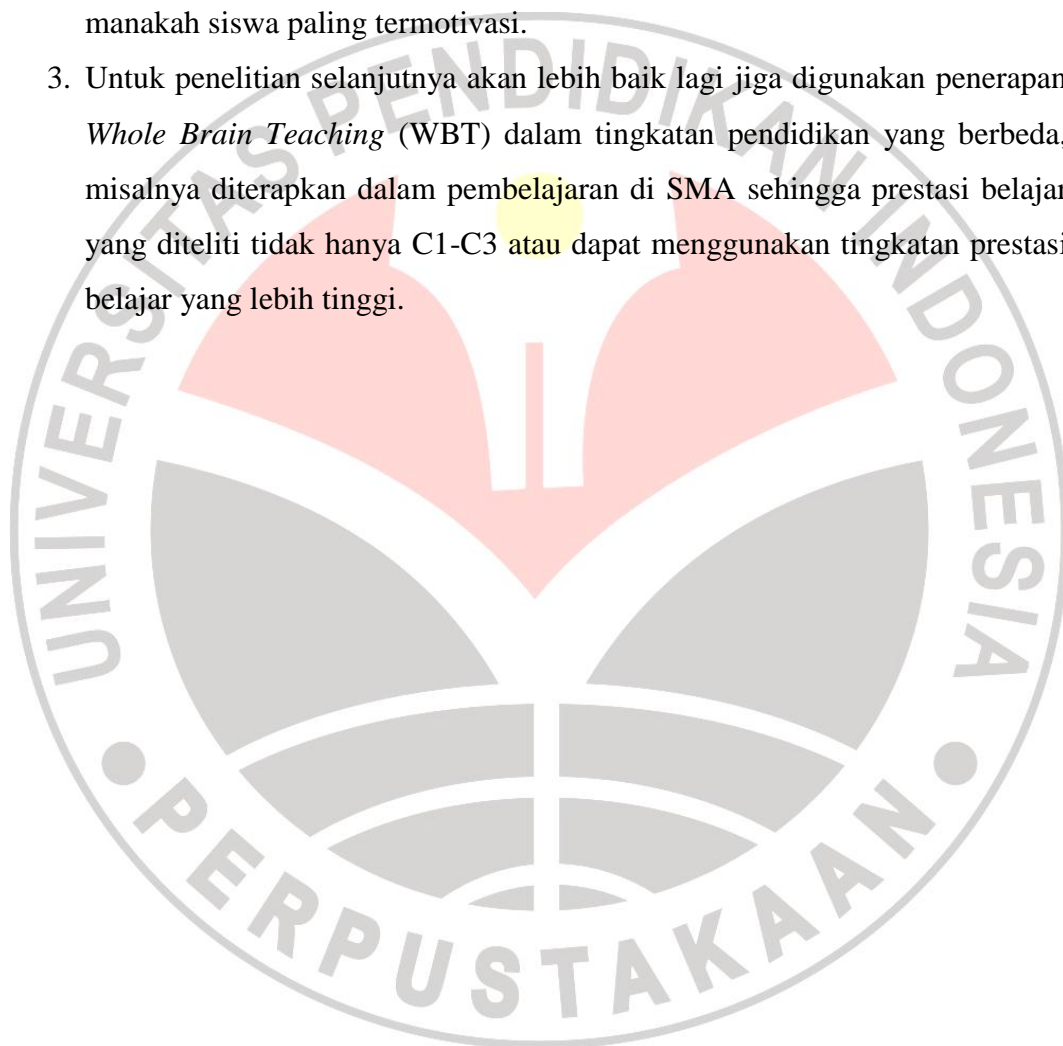 manakah siswa paling termotivasi.
3. Untuk penelitian selanjutnya akan lebih baik lagi jiga digunakan penerapan
Whole Brain Teaching (WBT) dalam tingkatan pendidikan yang berbeda,
misalnya diterapkan dalam pembelajaran di SMA sehingga prestasi belajar
yang diteliti tidak hanya C1-C3 atau dapat menggunakan tingkatan prestasi
belajar yang lebih tinggi.
UNIVERSITAS PENDIDIKAN INDONESIA
PERPUSTAKAAN